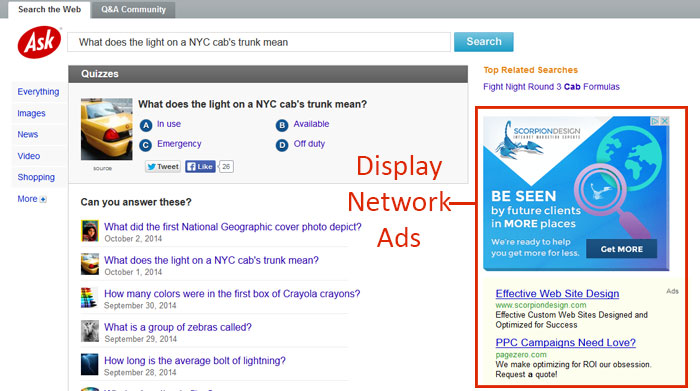 Search the Web
Q&A Community
Ask
What does the light on a NYC cab's trunk mean
Search
Everything
Images
News
Video
Shopping
More +
Quizzes
What does the light on a NYC cab's trunk mean?
A In use
B Available
C Emergency
D Off duty
source
Tweet
Like
26
Can you answer these?
What did the first National Geographic cover photo depict?
October 2, 2014
What does the light on a NYC cab's trunk mean?
October 1, 2014
How many colors were in the first box of Crayola crayons?
September 30, 2014
What is a group of zebras called?
September 29, 2014
How long is the average bolt of lightning?
September 28, 2014
Display
Network
Ads
Top Related Searches
Fight Night Round 3 Cab Formulas
SCORPIONDESIGN
INTERNET MARKETING EXPERTS
BE SEEN
by future clients
in MORE places
We're ready to help
you get more for less.
Get MORE
Effective Web Site Design
Ads
www.scorpiondesign.com
Effective Custom Web Sites Designed and
Optimized for Success
PPC Campaigns Need Love?
pagezero.com
We make optimizing for ROI our obsession.
Request a quote!